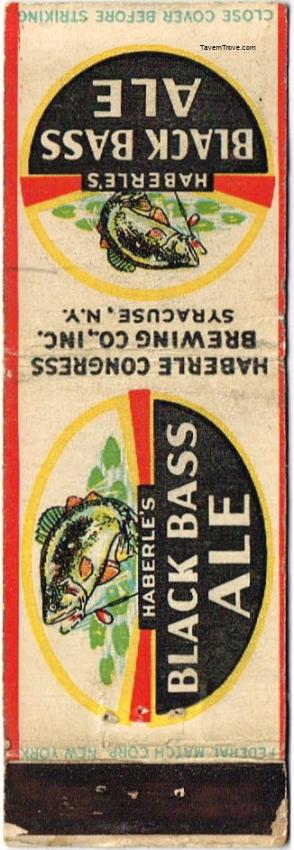 TavernTrove.com
CLOSE COVER BEFORE STRIKING
HABERLE'S
BLACK BASS
ALE
HABERLE CONGRESS
BREWING CO., INC.
SYRACUSE, N.Y.
HABERLE'S
BLACK BASS
ALE
FEDERAL MATCH CORP. NEW YORK